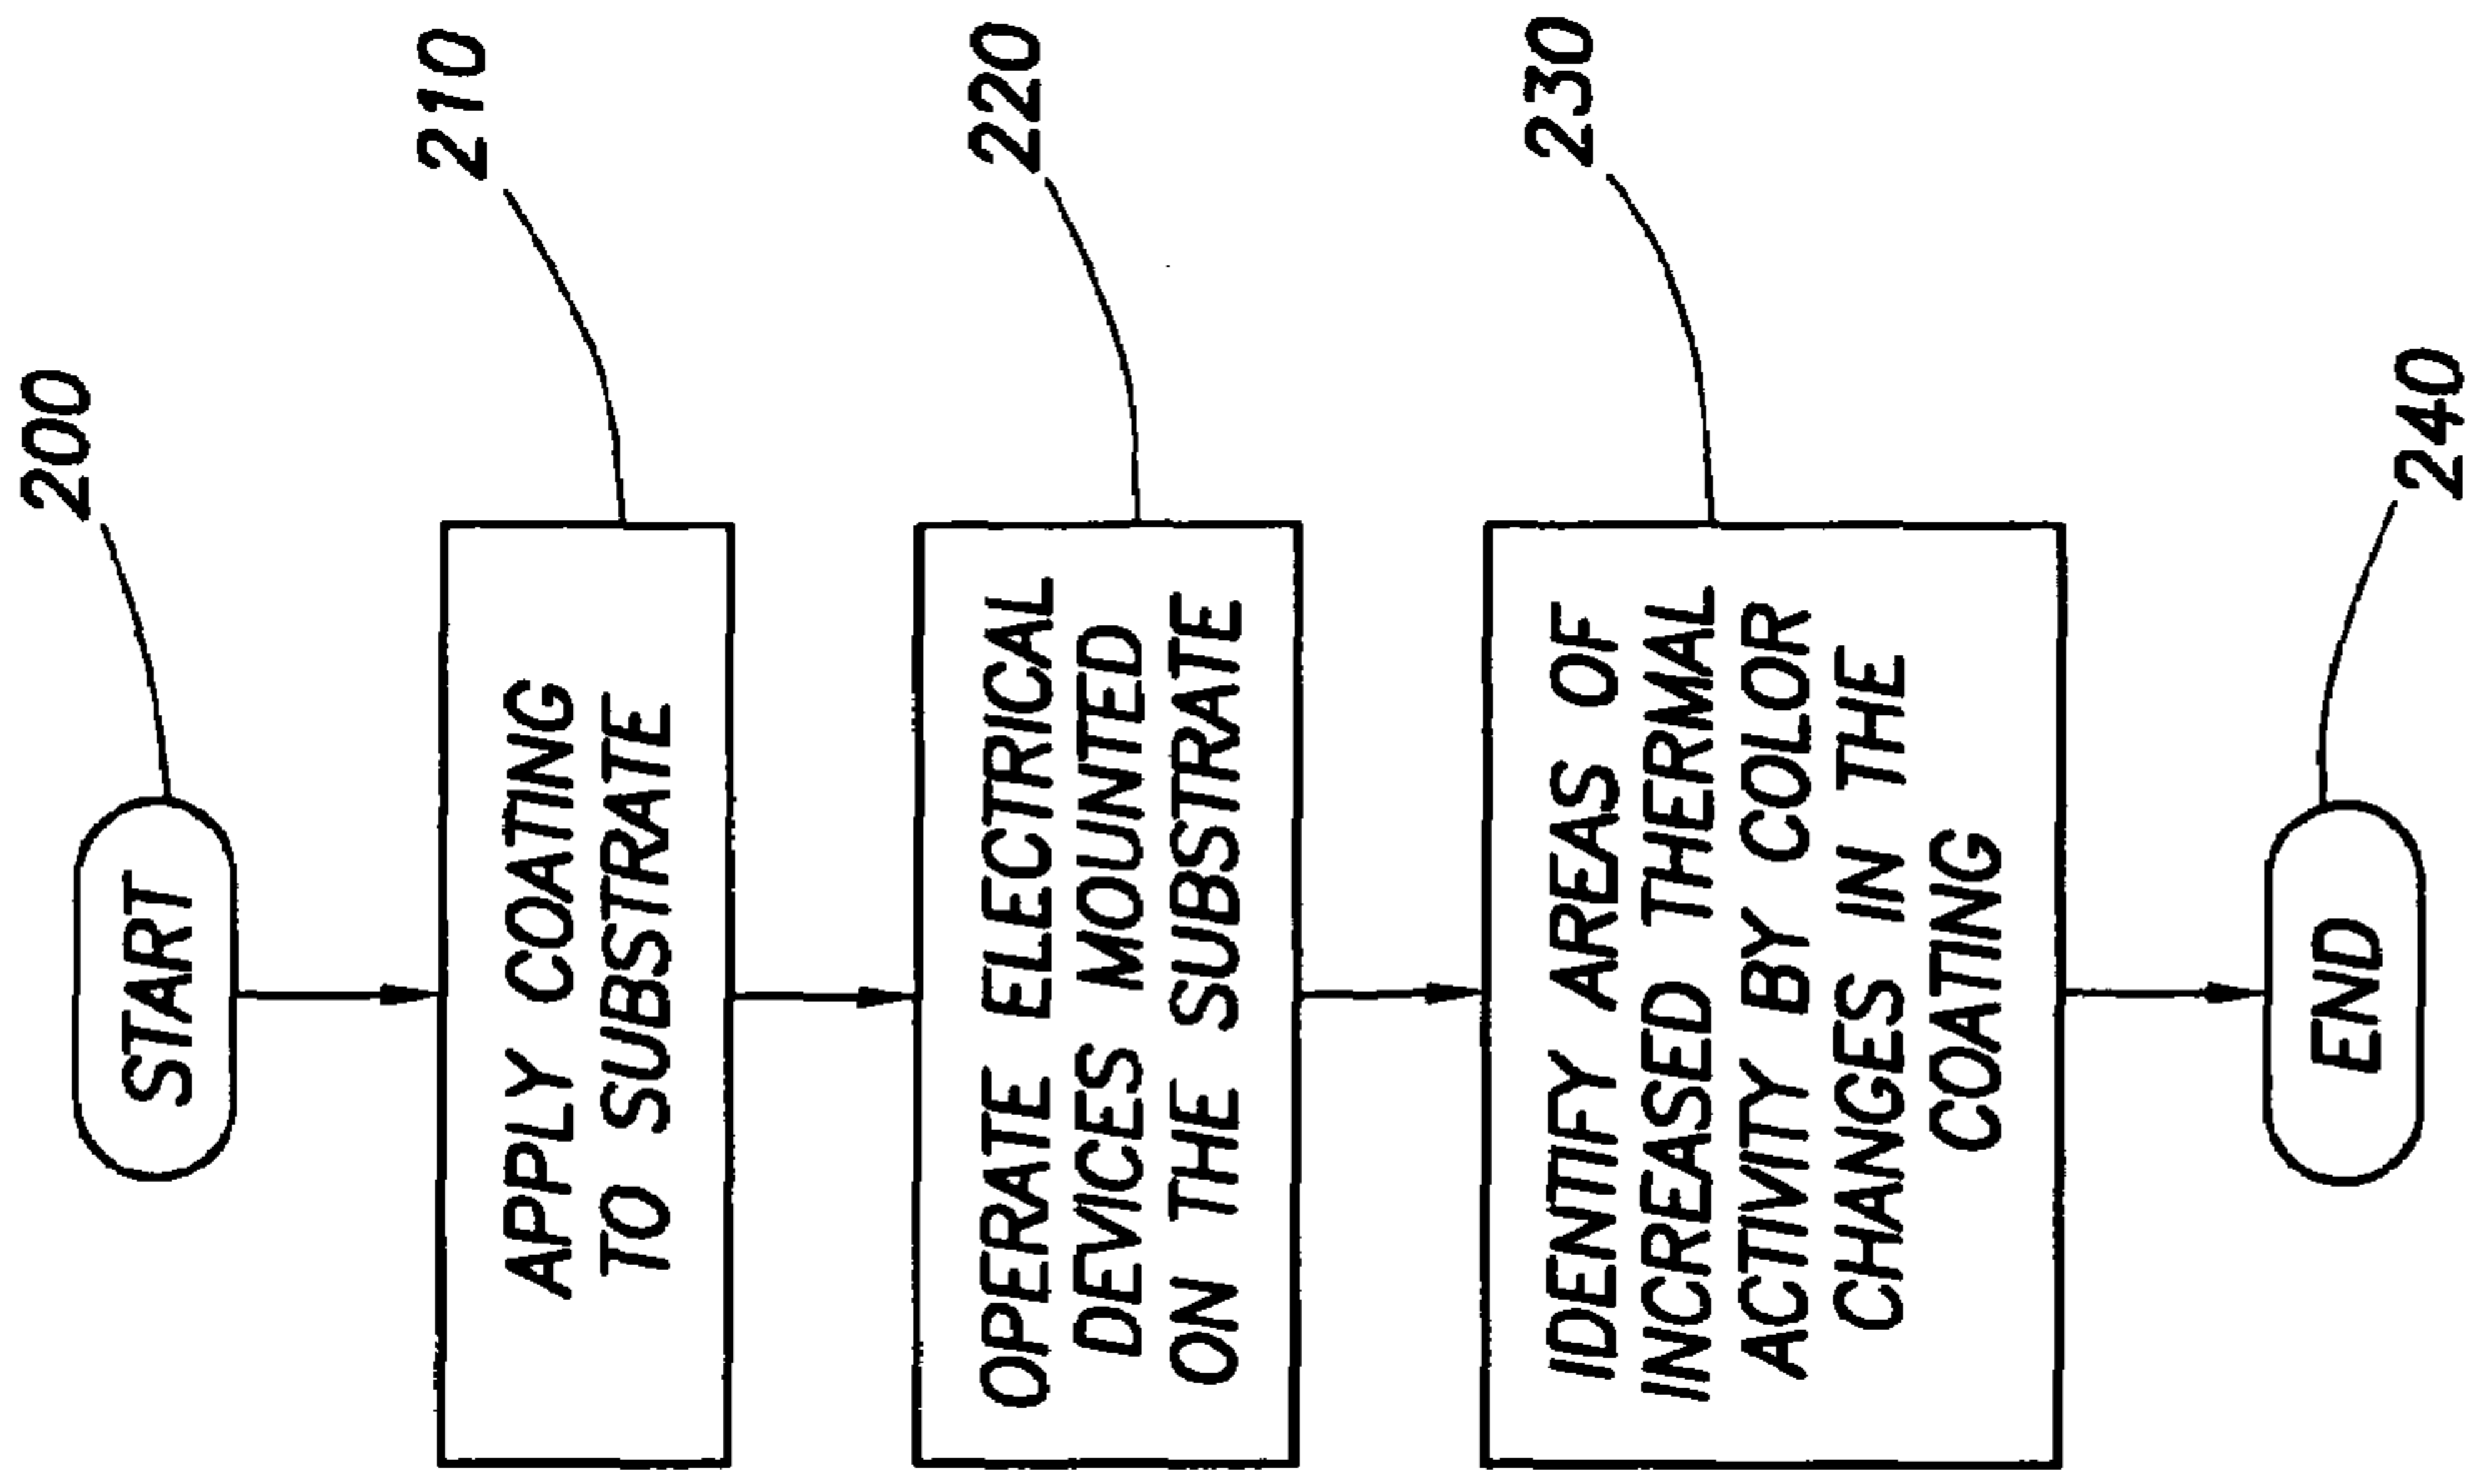 200
START
210
APPLY COATING
TO SUBSTRATE
220
OPERATE ELECTRICAL
DEVICES MOUNTED
ON THE SUBSTRATE
230
IDENTIFY AREAS OF
INCREASED THERMAL
ACTIVITY BY COLOR
CHANGES IN THE
COATING
240
END